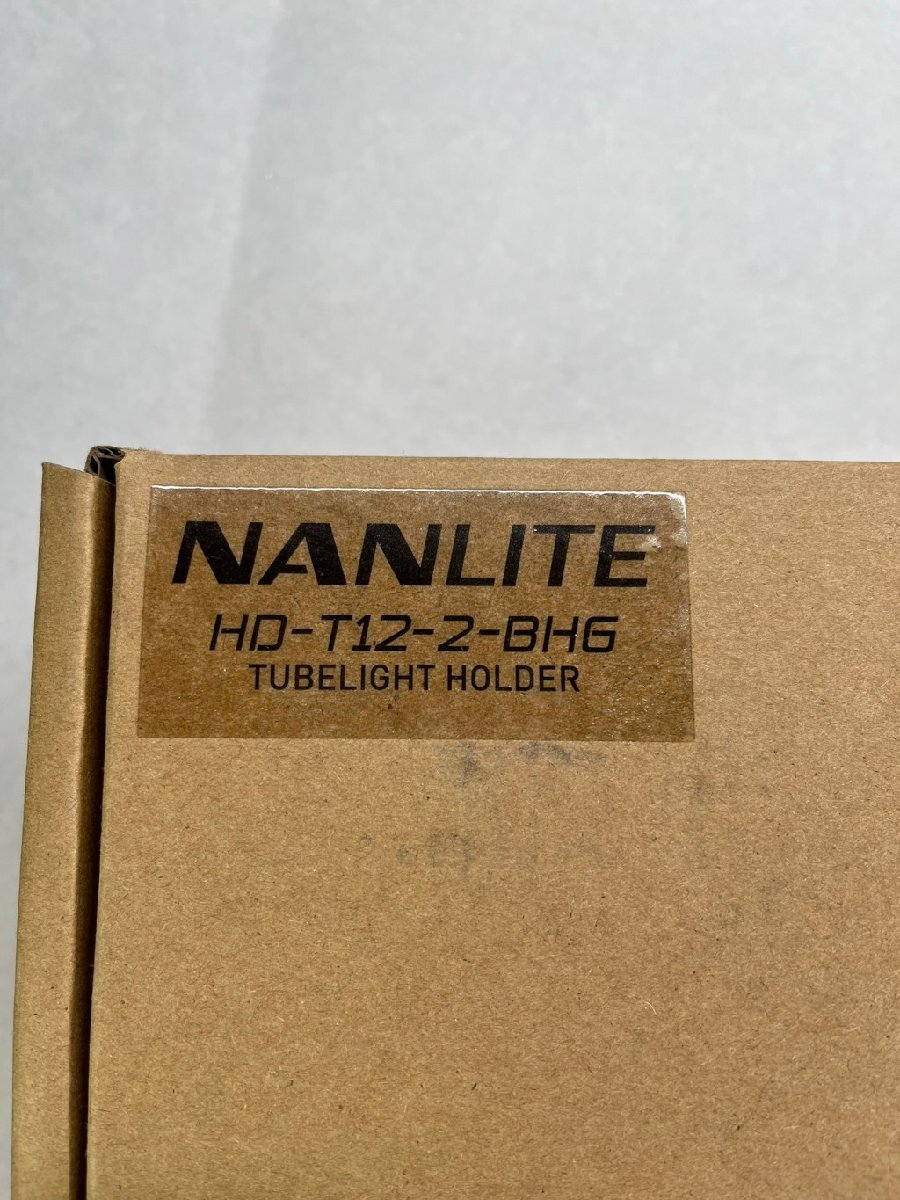 NANLITE
HD-T12-2-BHG
TUBELIGHT HOLDER